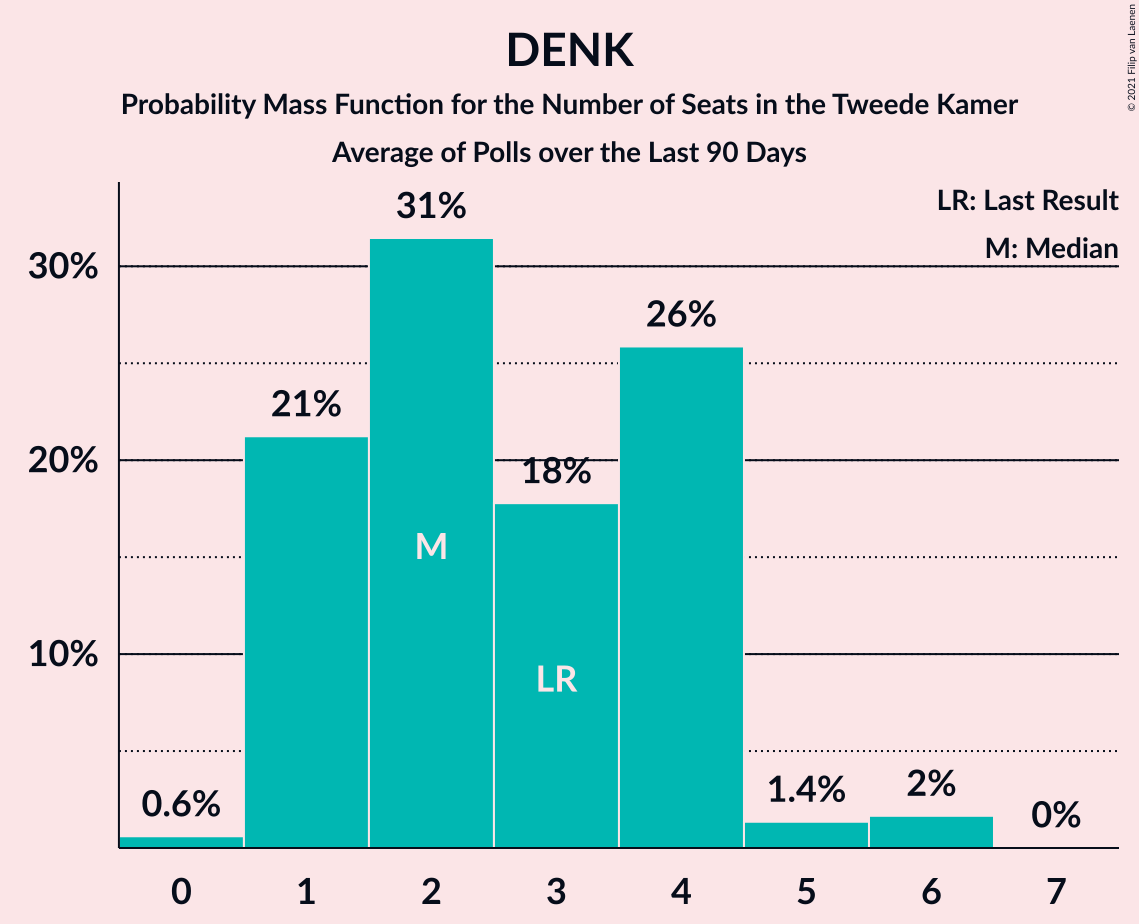 DENK
Probability Mass Function for the Number of Seats in the Tweede Kamer
Average of Polls over the Last 90 Days
© 2021 Filip van Laenen
LR: Last Result
M: Median
31%
30%
26%
21%
20%
18%
M
10%
LR
0.6%
1.4%
2%
0%
0 1 2 3 4 5 6 7